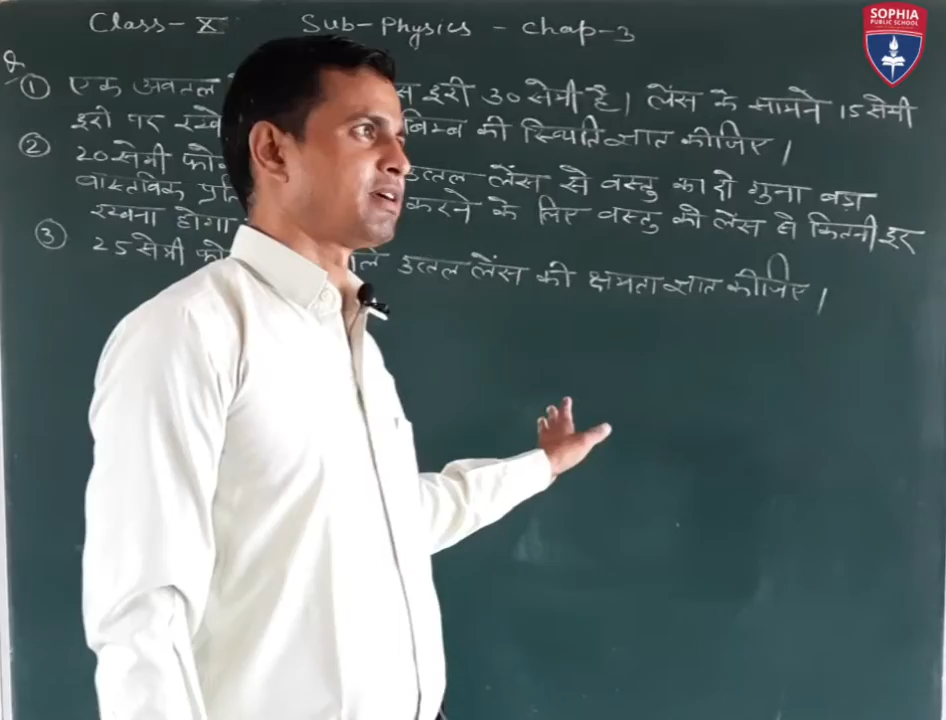 Class - X Sub - Physics - chap-3
SOPHIA
PUBLIC SCHOOL
Q
① एक अवतल स दूरी 30 सेमी है। लेंस के सामने 15 सेमी
दूरी पर रखे बिम्ब की स्थिति ज्ञात कीजिए।
② 20 सेमी फोक उत्तल लेंस से वस्तु का दो गुना बड़ा
वास्तविक प्रति करने के लिए वस्तु को लेंस से कितनी दूर
रखना होगा
③ 25 सेमी फो वाले उत्तल लेंस की क्षमता ज्ञात कीजिए।